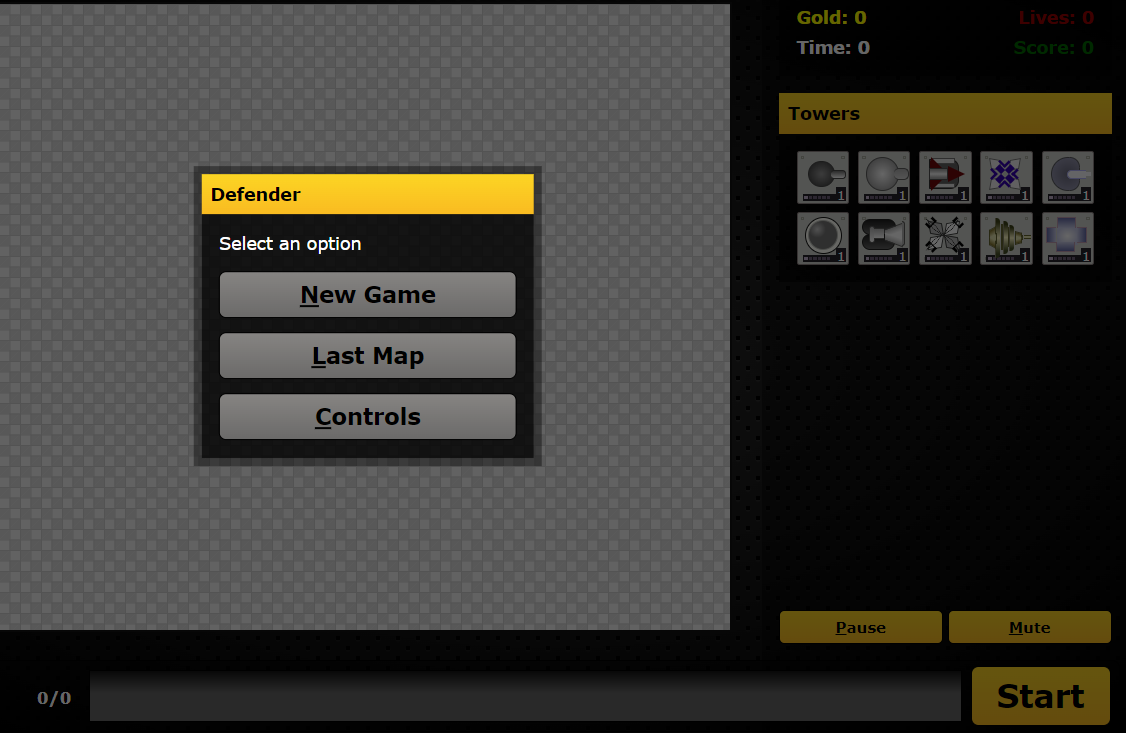 Gold: 0
Lives: 0
Time: 0
Score: 0
Towers
1
1
1
1
1
1
1
1
1
1
Defender
Select an option
New Game
Last Map
Controls
Pause
Mute
0/0
Start